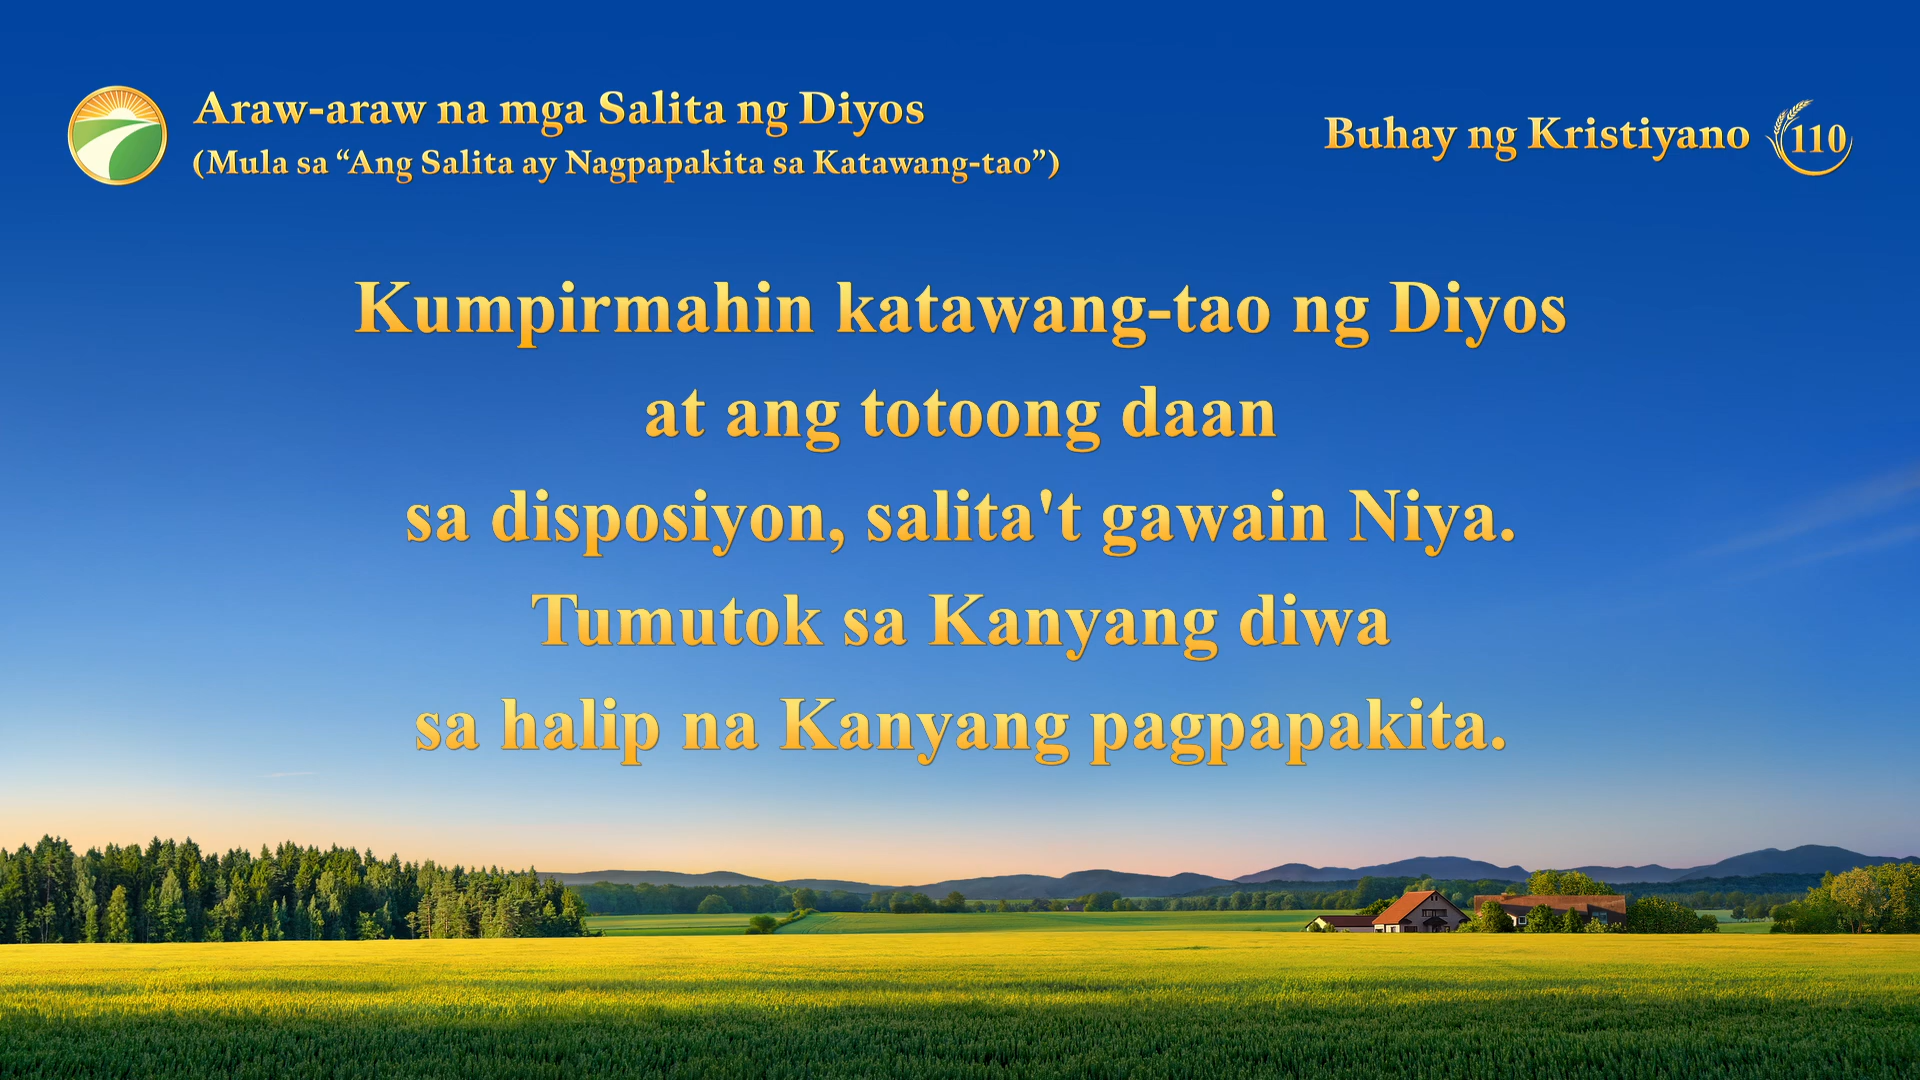 Araw-araw na mga Salita ng Diyos
(Mula sa “Ang Salita ay Nagpapakita sa Katawang-tao”)
Buhay ng Kristiyano 110
Kumpirmahin katawang-tao ng Diyos
at ang totoong daan
sa disposiyon, salita't gawain Niya.
Tumutok sa Kanyang diwa
sa halip na Kanyang pagpapakita.